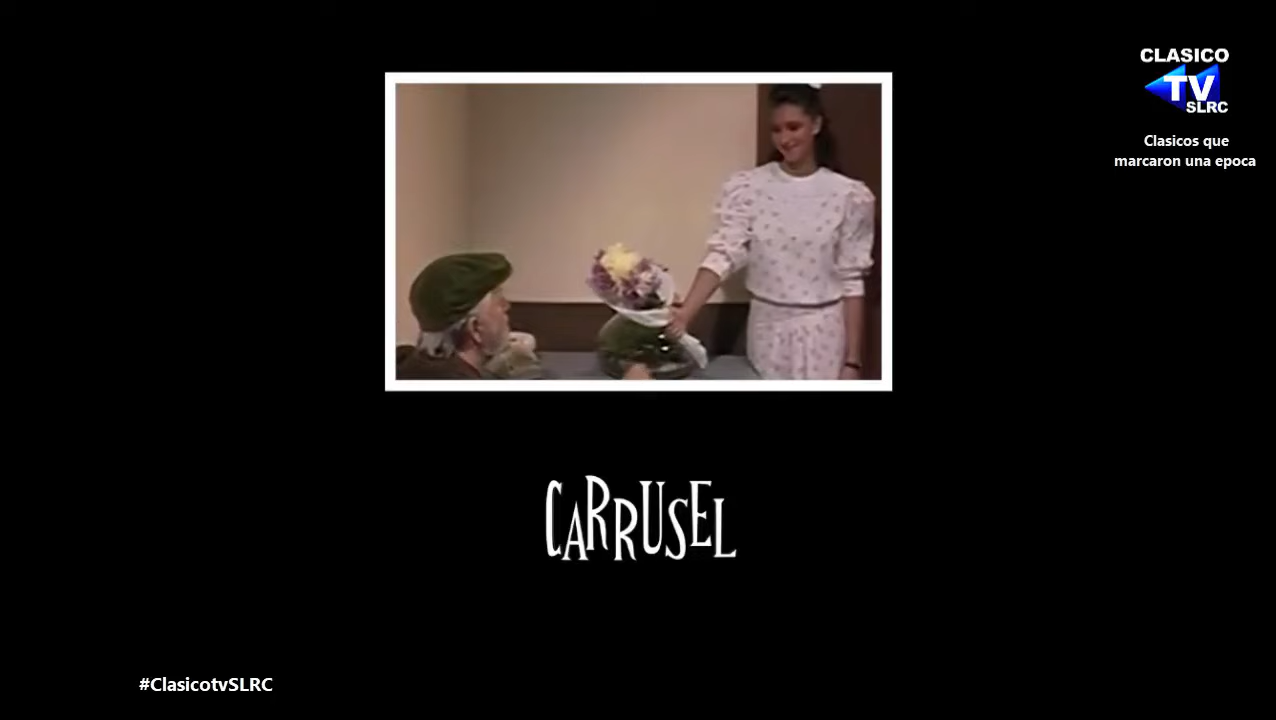 CLASICO
TV
SLRC
Clasicos que
marcaron una epoca
CARRUSEL
#ClasicotvSLRC